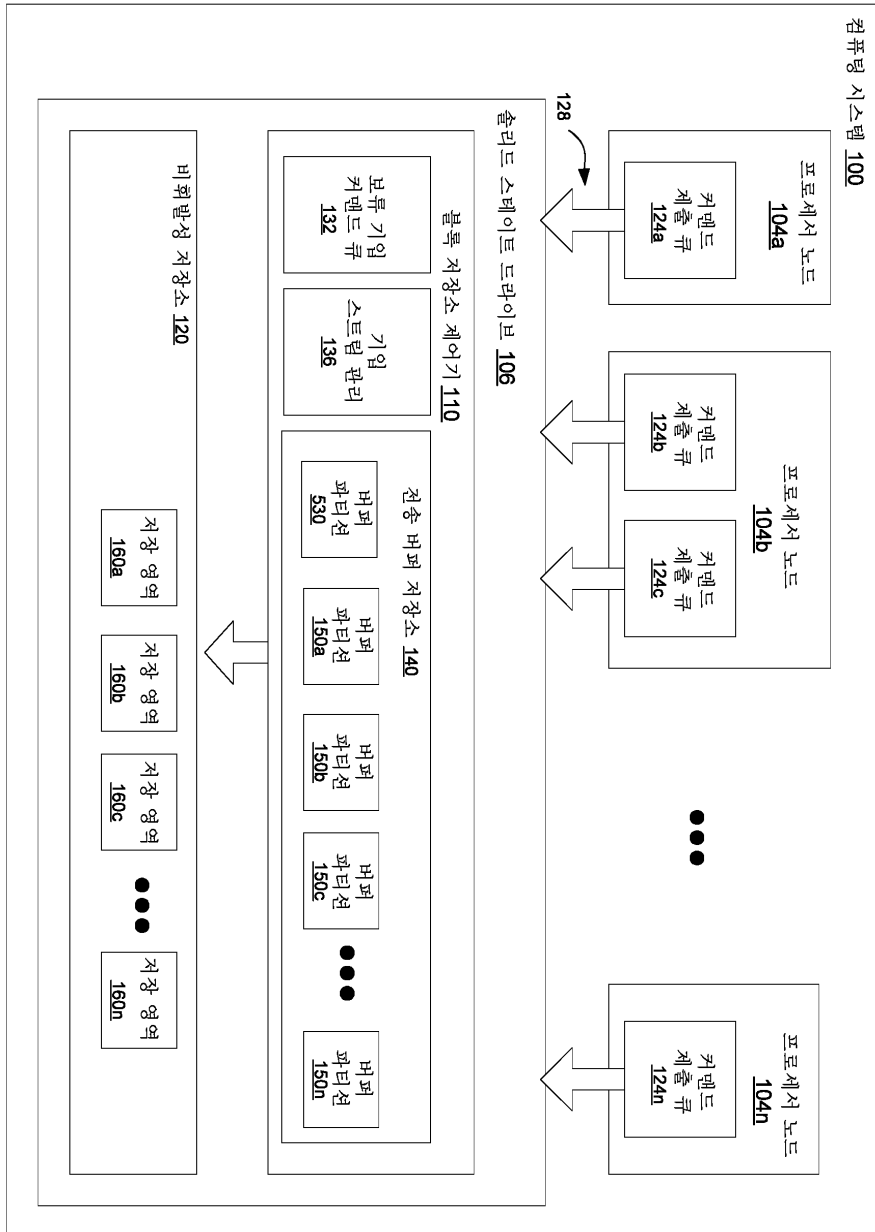 컴퓨팅 시스템 100
프로세서 노드
104a
커맨드
제출 큐
124a
프로세서 노드
104b
커맨드
제출 큐
124b
커맨드
제출 큐
124c
프로세서 노드
104n
커맨드
제출 큐
124n
128
솔리드 스테이트 드라이브 106
블록 저장소 제어기 110
보류 기입
커맨드 큐
132
기입
스트림 관리
136
전송 버퍼 저장소 140
버퍼
파티션
530
버퍼
파티션
150a
버퍼
파티션
150b
버퍼
파티션
150c
버퍼
파티션
150n
비휘발성 저장소 120
저장 영역
160a
저장 영역
160b
저장 영역
160c
저장 영역
160n